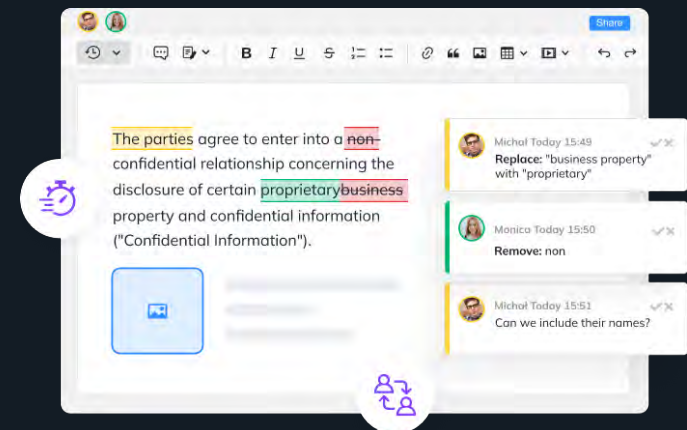 Share
B I U S
The parties agree to enter into a non-
confidential relationship concerning the
disclosure of certain proprietarybusiness
property and confidential information
("Confidential Information").
Michał Today 15:49
Replace: "business property"
with "proprietary"
Monica Today 15:50
Remove: non
Michał Today 15:51
Can we include their names?